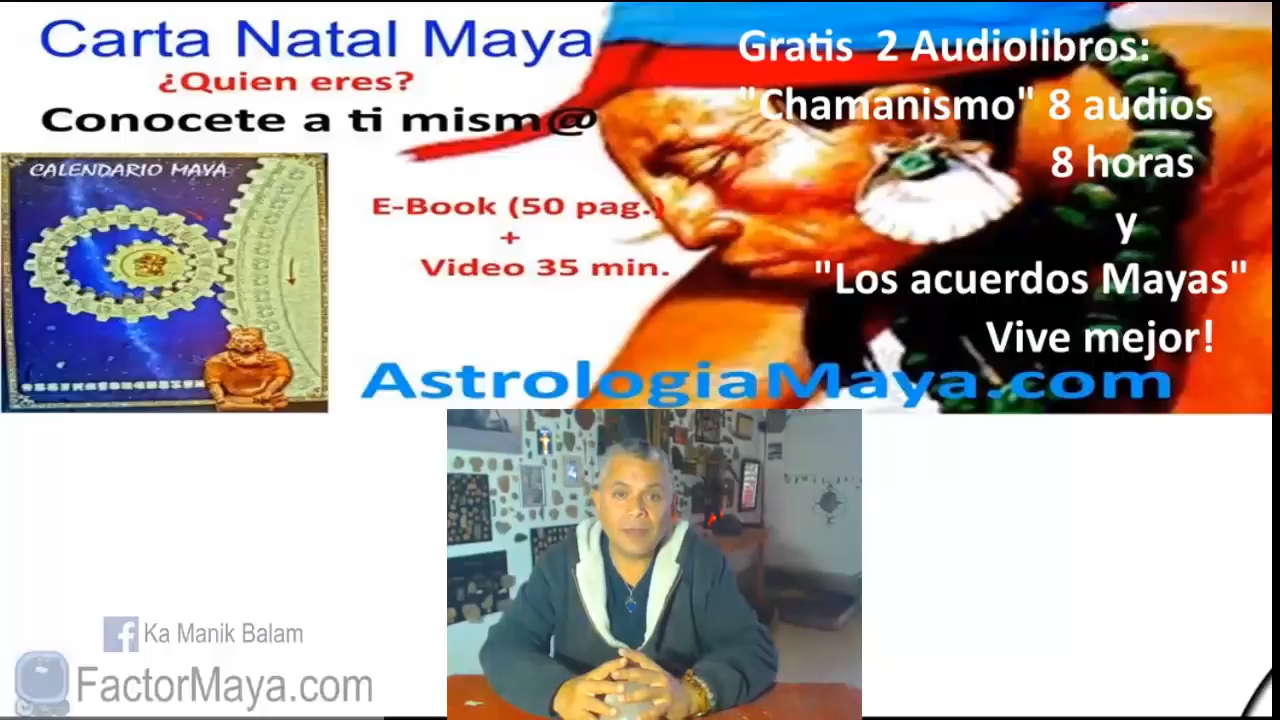 Carta Natal Maya
¿Quien eres?
Conocete a ti mism@
CALENDARIO MAYA
E-Book (50 pag.)
+
Video 35 min.
Gratis 2 Audiolibros:
"Chamanismo" 8 audios
8 horas
y
"Los acuerdos Mayas"
Vive mejor!
AstrologiaMaya.com
Ka Manik Balam
FactorMaya.com